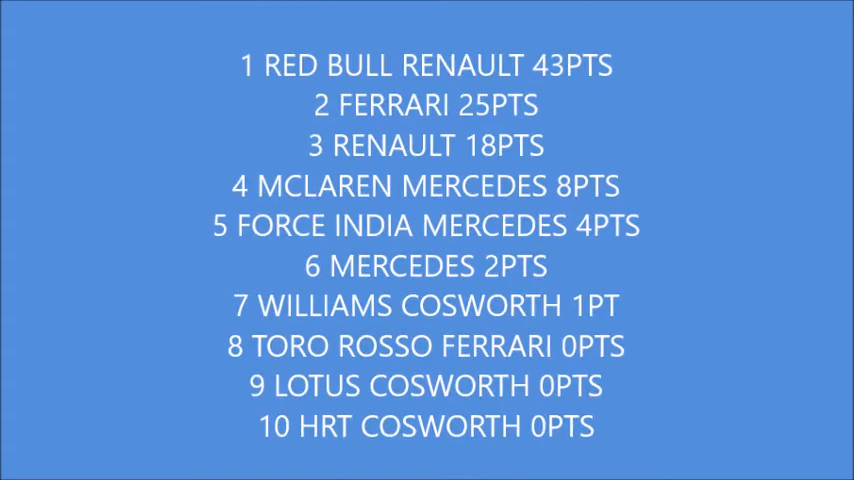 1 RED BULL RENAULT 43PTS
2 FERRARI 25PTS
3 RENAULT 18PTS
4 MCLAREN MERCEDES 8PTS
5 FORCE INDIA MERCEDES 4PTS
6 MERCEDES 2PTS
7 WILLIAMS COSWORTH 1PT
8 TORO ROSSO FERRARI 0PTS
9 LOTUS COSWORTH 0PTS
10 HRT COSWORTH 0PTS